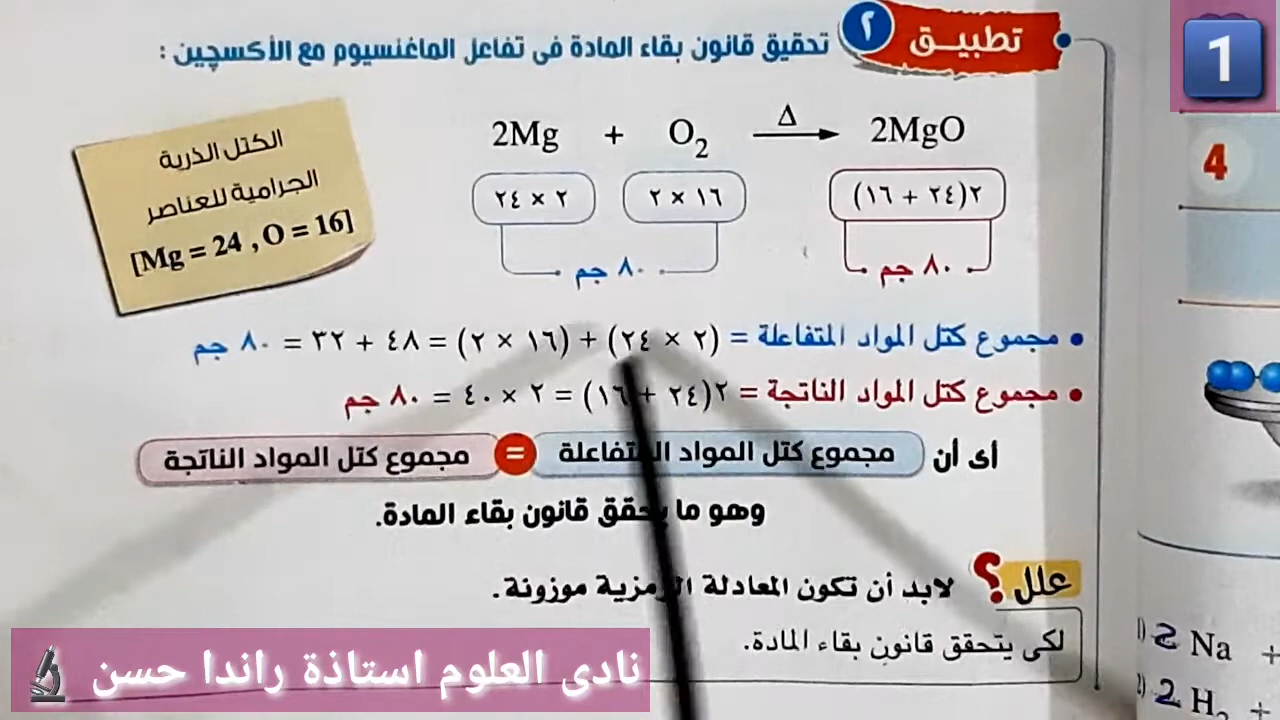 1
تطبيـق ٢ تحقيق قانون بقاء المادة فى تفاعل الماغنسيوم مع الأكسچين :
2Mg + O₂ —Δ→ 2MgO
٢ × ٢٤
٢ × ١٦
٢(٢٤ + ١٦)
٨٠ جم
٨٠ جم
الكتل الذرية
الجرامية للعناصر
[Mg = 24 , O = 16]
• مجموع كتل المواد المتفاعلة = (٢ × ٢٤) + (١٦ × ٢) = ٤٨ + ٣٢ = ٨٠ جم
• مجموع كتل المواد الناتجة = ٢(٢٤ + ١٦) = ٢ × ٤٠ = ٨٠ جم
أى أن مجموع كتل المواد المتفاعلة = مجموع كتل المواد الناتجة
وهو ما يحقق قانون بقاء المادة.
علل ؟ لابد أن تكون المعادلة الرمزية موزونة.
لكى يتحقق قانون بقاء المادة.
نادى العلوم استاذة راندا حسن
4
2 Na +
2 H₂ +